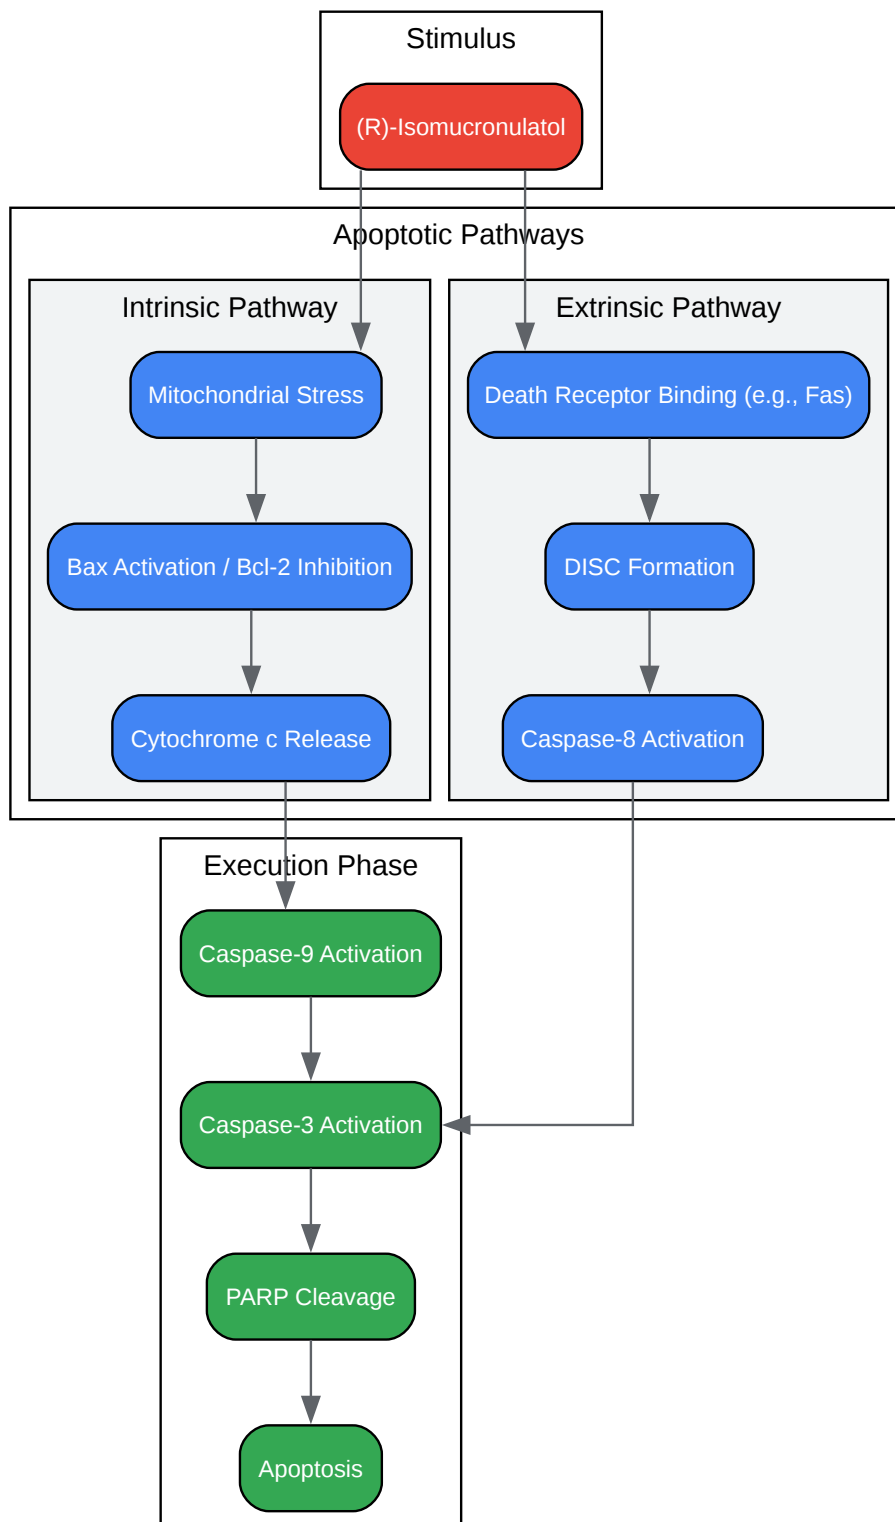 Stimulus
(R)-Isomucronulatol
Apoptotic Pathways
Intrinsic Pathway
Mitochondrial Stress
Bax Activation / Bcl-2 Inhibition
Cytochrome c Release
Extrinsic Pathway
Death Receptor Binding (e.g., Fas)
DISC Formation
Caspase-8 Activation
Execution Phase
Caspase-9 Activation
Caspase-3 Activation
PARP Cleavage
Apoptosis